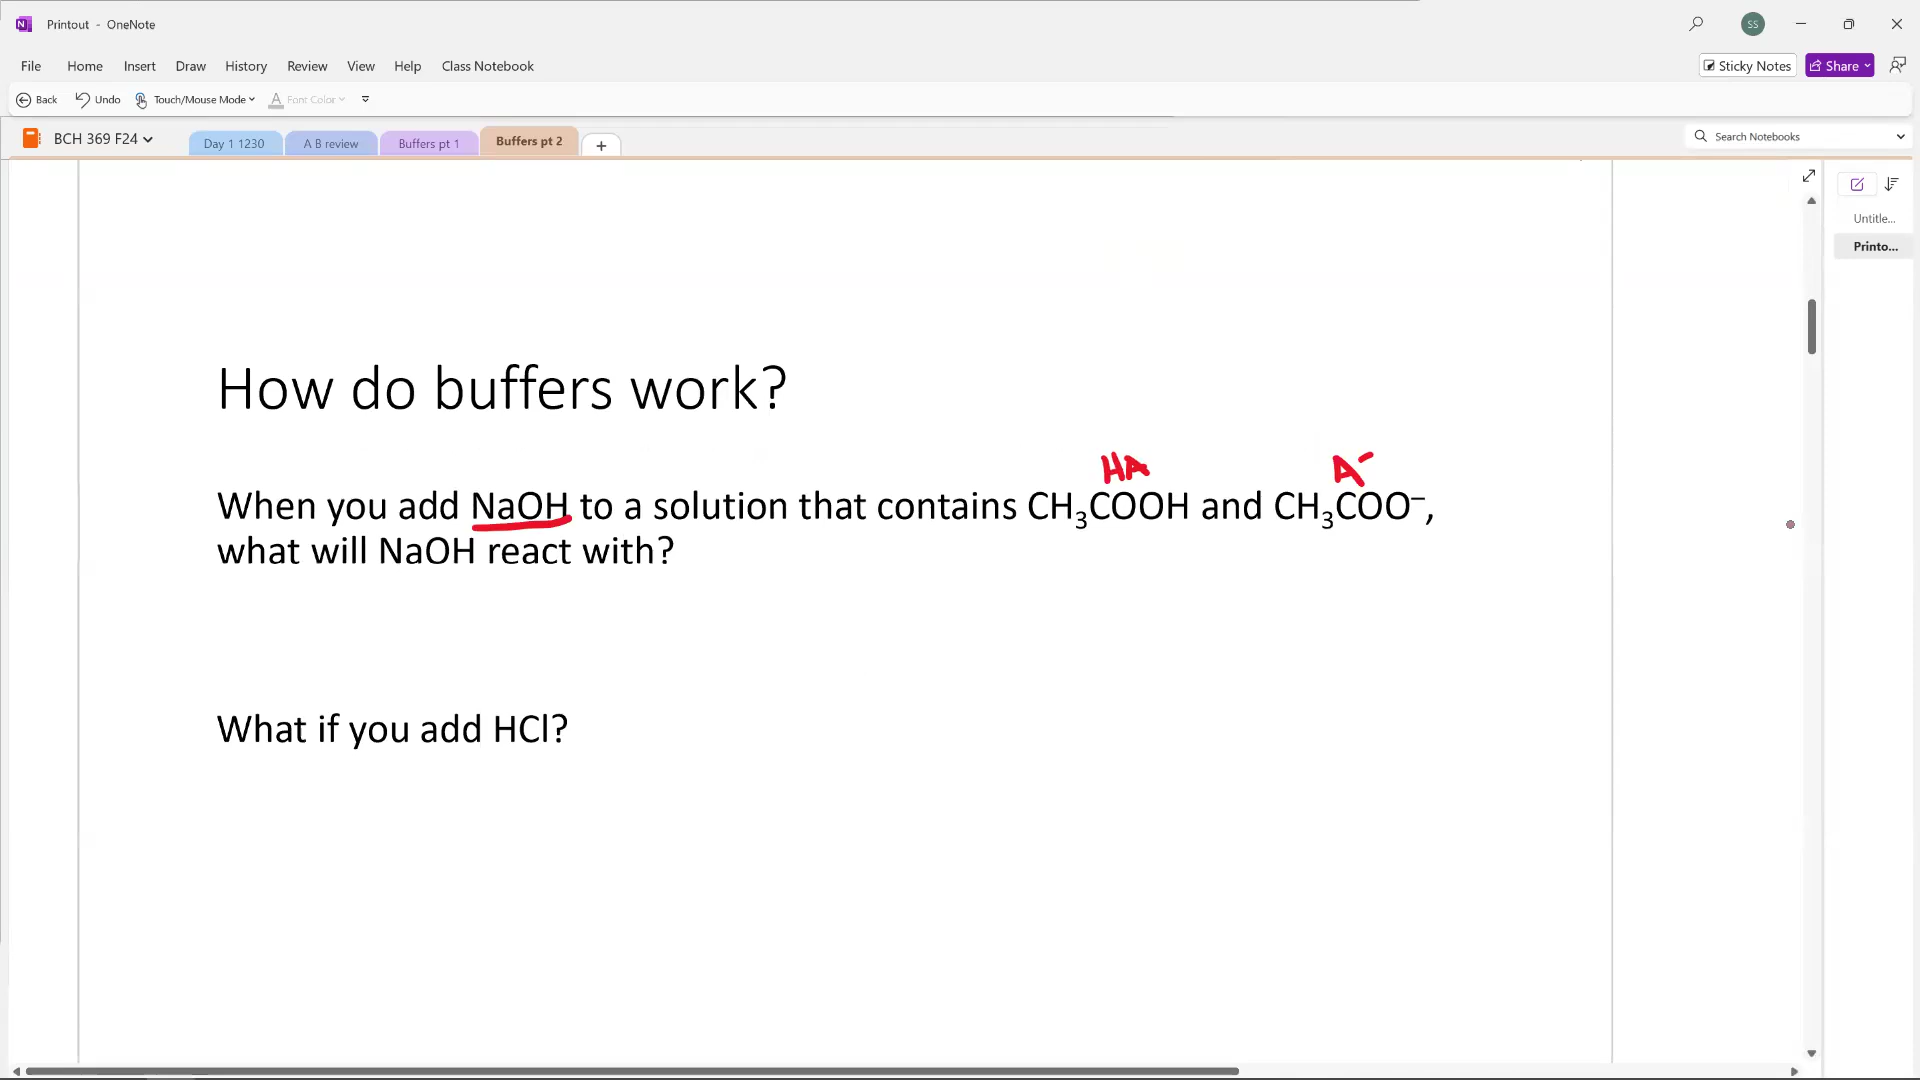 Printout - OneNote
SS
File Home Insert Draw History Review View Help Class Notebook
Sticky Notes Share
Back Undo Touch/Mouse Mode A Font Color
BCH 369 F24 Day 1 1230 A B review Buffers pt 1 Buffers pt 2 +
Search Notebooks
Untitle...
Printo...
How do buffers work?
HA A⁻
When you add NaOH to a solution that contains CH₃COOH and CH₃COO⁻,
what will NaOH react with?
What if you add HCl?